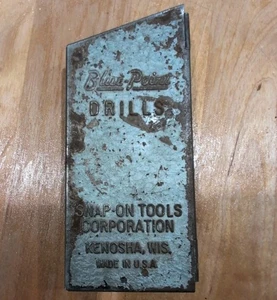 Blue-Point
DRILLS
SNAP-ON TOOLS
CORPORATION
KENOSHA, WIS.
MADE IN U.S.A.